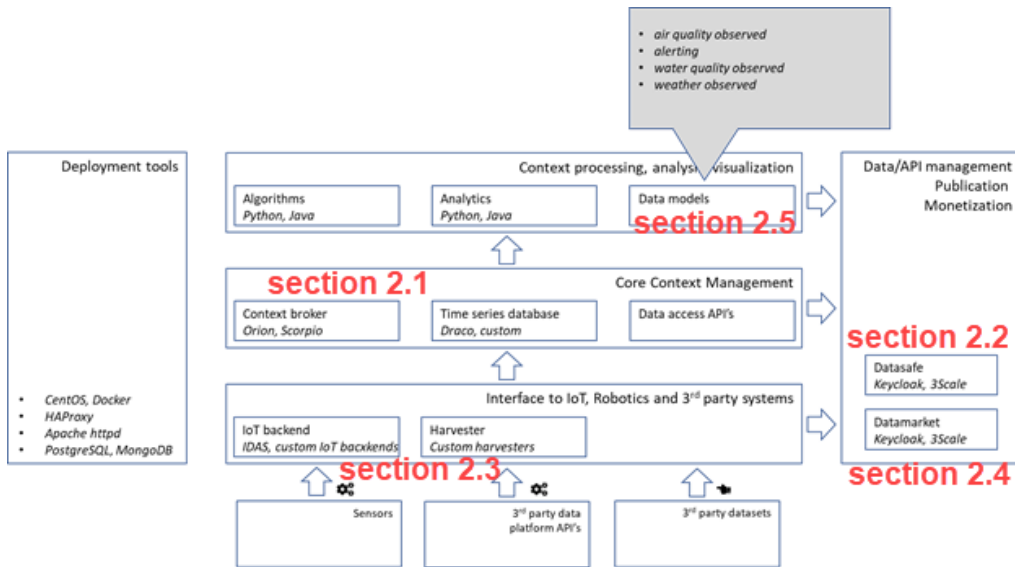 • air quality observed
• alerting
• water quality observed
• weather observed
Deployment tools
• CentOS, Docker
• HAProxy
• Apache httpd
• PostgreSQL, MongoDB
Context processing, analysis, visualization
Algorithms
Python, Java
Analytics
Python, Java
Data models
section 2.5
section 2.1
Core Context Management
Context broker
Orion, Scorpio
Time series database
Draco, custom
Data access API's
Interface to IoT, Robotics and 3rd party systems
IoT backend
IDAS, custom IoT bacxkends
Harvester
Custom harvesters
section 2.3
Sensors
3rd party data
platform API's
3rd party datasets
Data/API management
Publication
Monetization
section 2.2
Datasafe
Keycloak, 3Scale
Datamarket
Keycloak, 3Scale
section 2.4